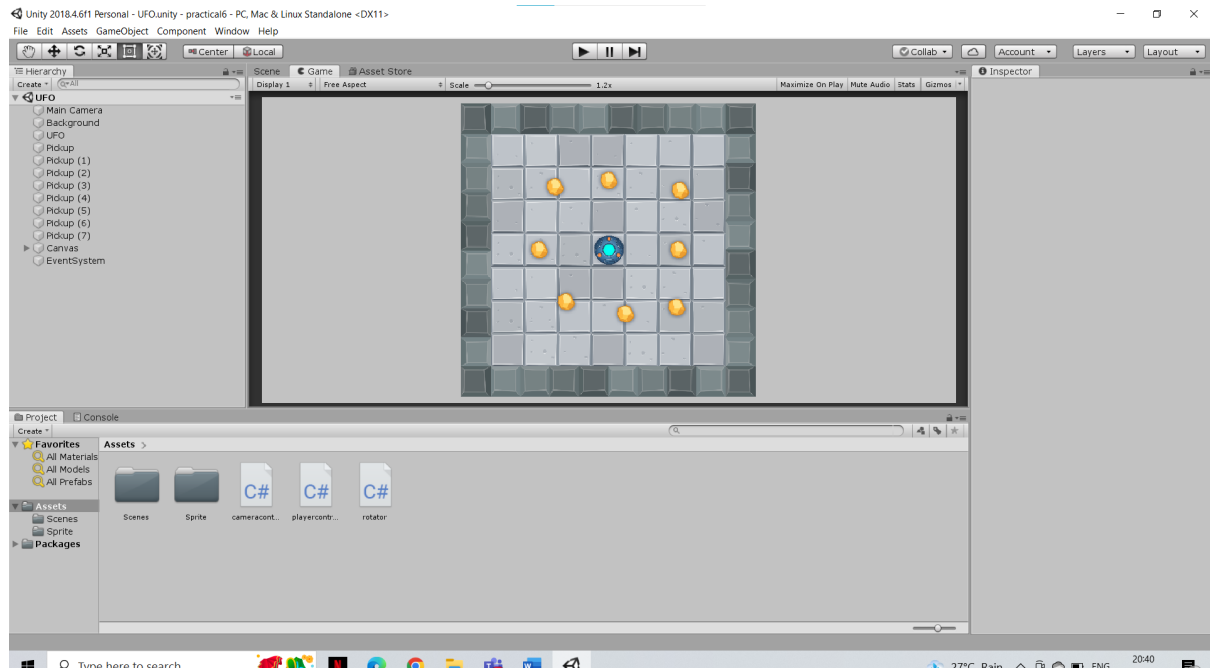 Unity 2018.4.6f1 Personal - UFO.unity - practical6 - PC, Mac & Linux Standalone <DX11>
File Edit Assets GameObject Component Window Help
Center Local Collab Account Layers Layout
Hierarchy
Create All
UFO
Main Camera
Background
UFO
Pickup
Pickup (1)
Pickup (2)
Pickup (3)
Pickup (4)
Pickup (5)
Pickup (6)
Pickup (7)
Canvas
EventSystem
Scene Game Asset Store
Display 1 Free Aspect Scale 1.2x Maximize On Play Mute Audio Stats Gizmos
Inspector
Project Console
Create
Favorites
All Materials
All Models
All Prefabs
Assets
Scenes
Sprite
Packages
Assets >
C# C# C#
Scenes Sprite cameracont... playercontr... rotator
Type here to search
27°C Rain ENG 20:40